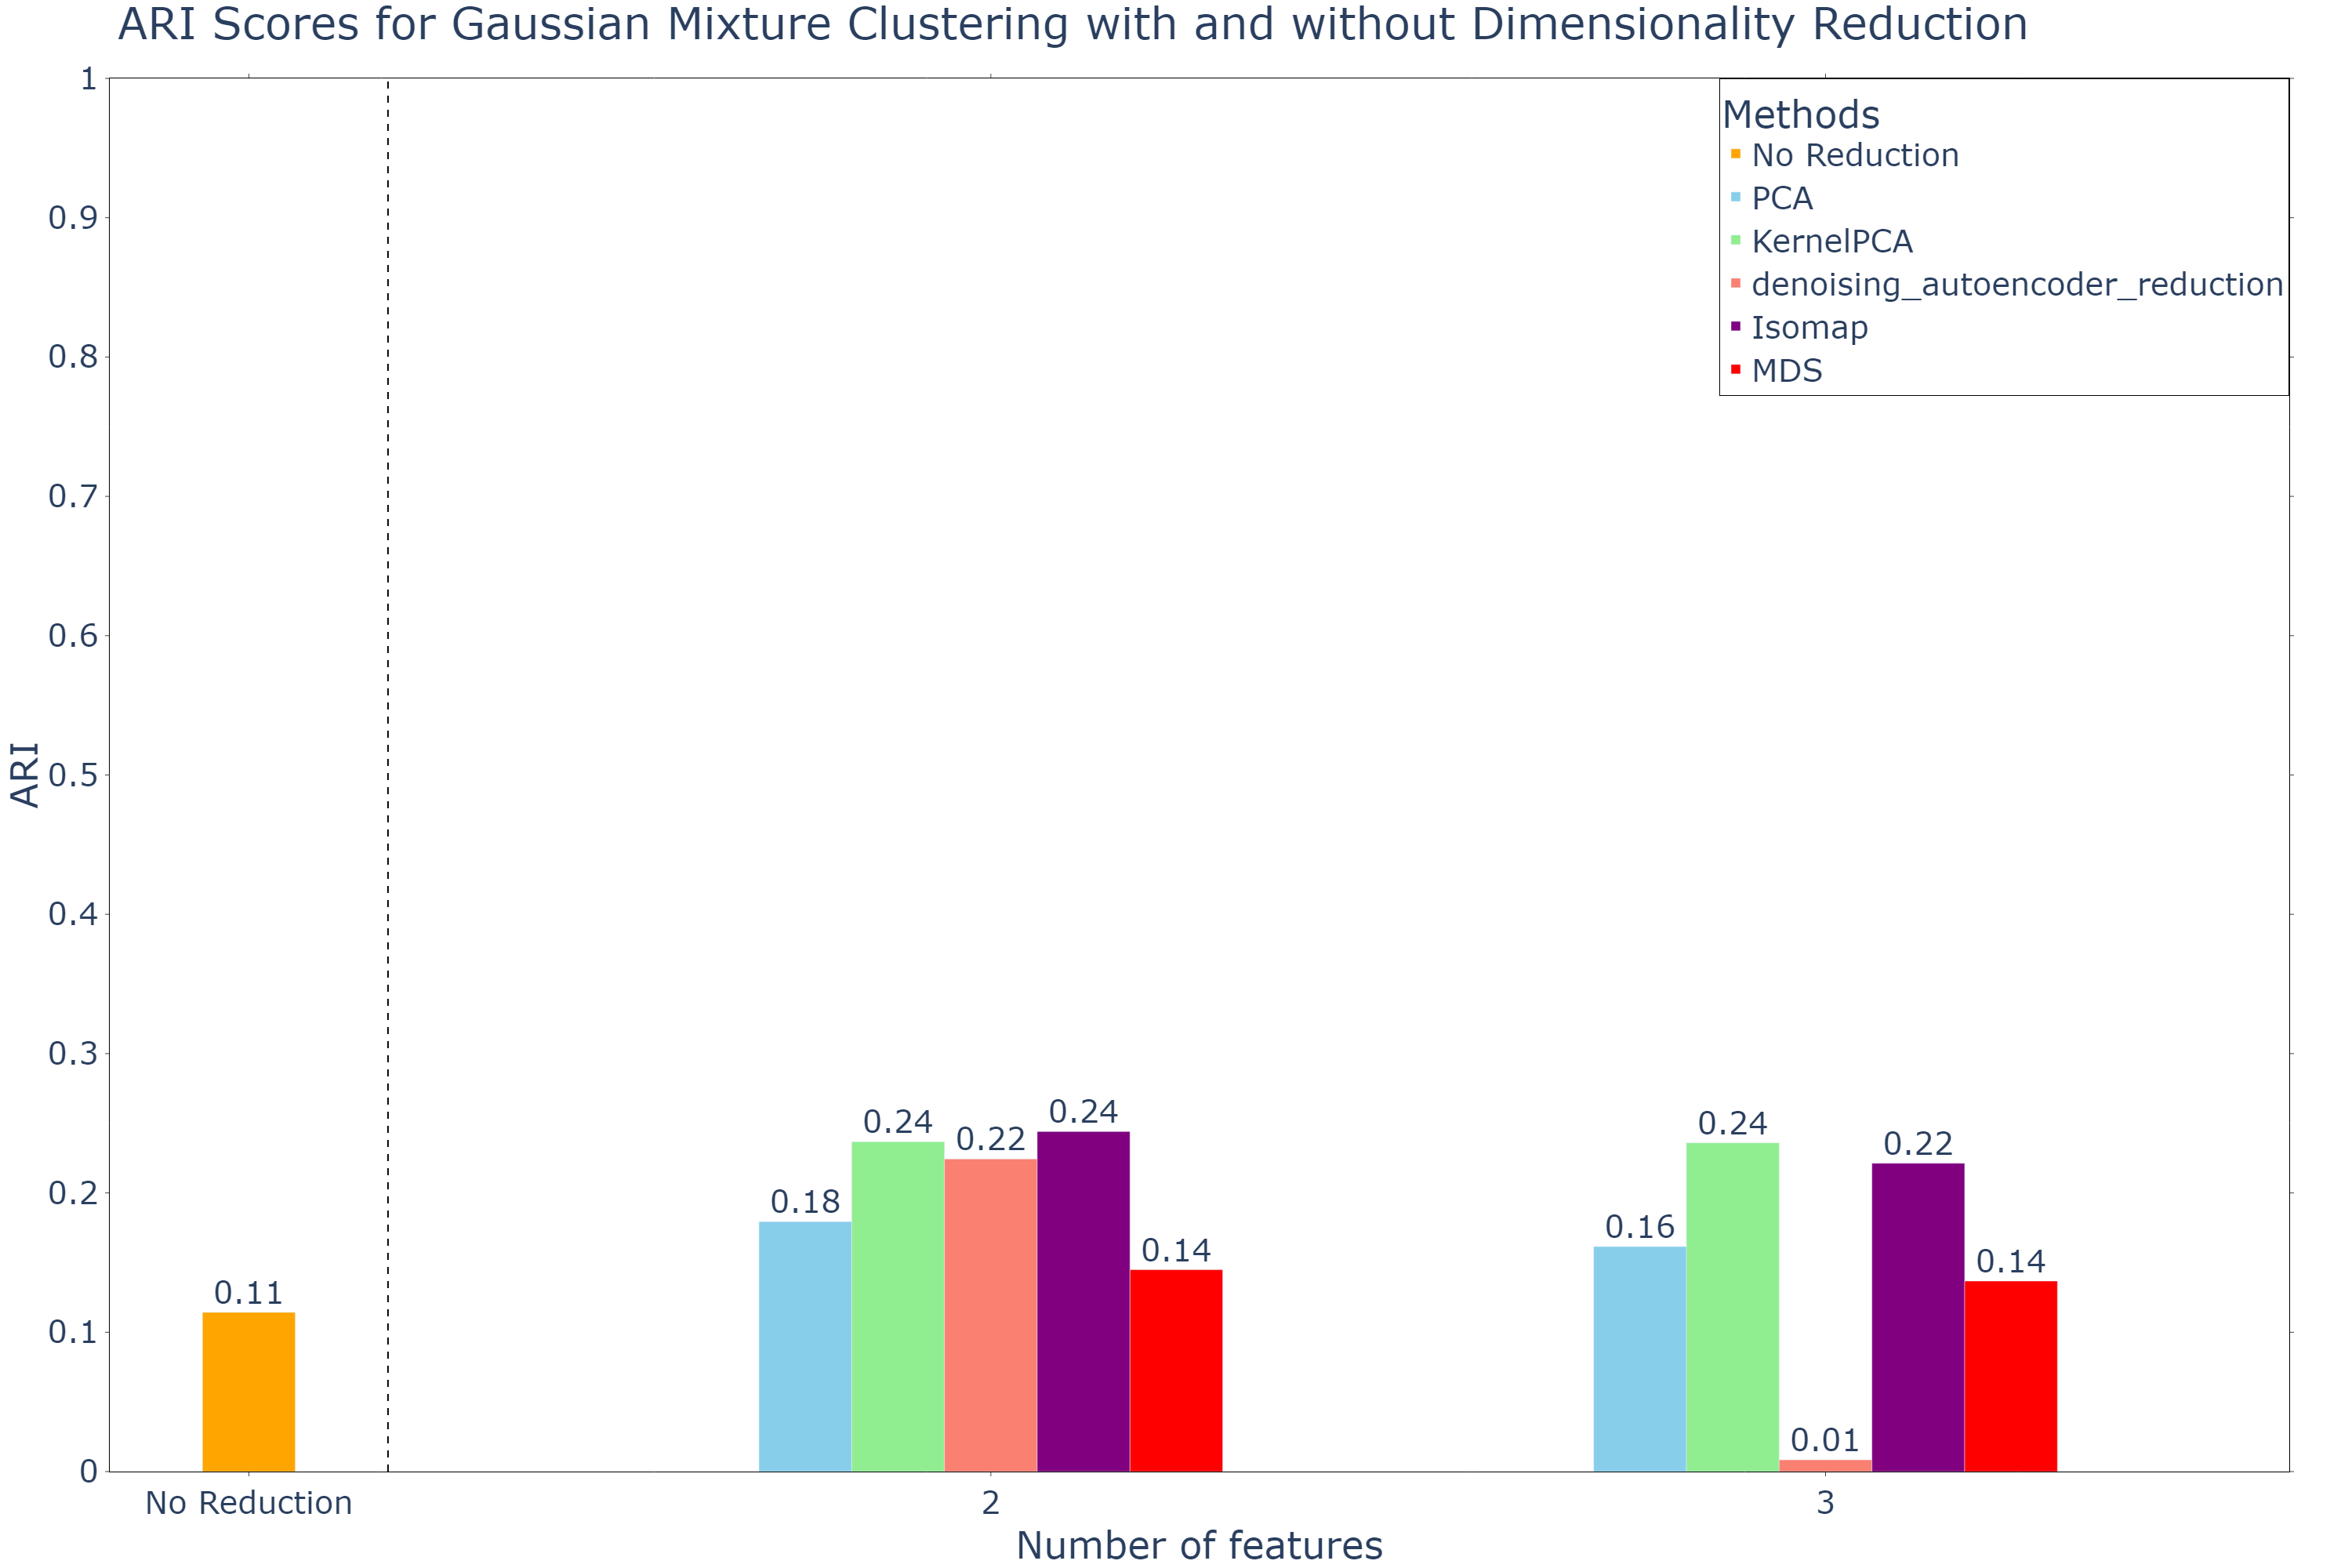 ARI Scores for Gaussian Mixture Clustering with and without Dimensionality Reduction
Methods
No Reduction
PCA
KernelPCA
denoising_autoencoder_reduction
Isomap
MDS
ARI
1
0.9
0.8
0.7
0.6
0.5
0.4
0.3
0.2
0.1
0
0.11
0.18
0.24
0.22
0.24
0.14
0.16
0.24
0.01
0.22
0.14
No Reduction
2
3
Number of features